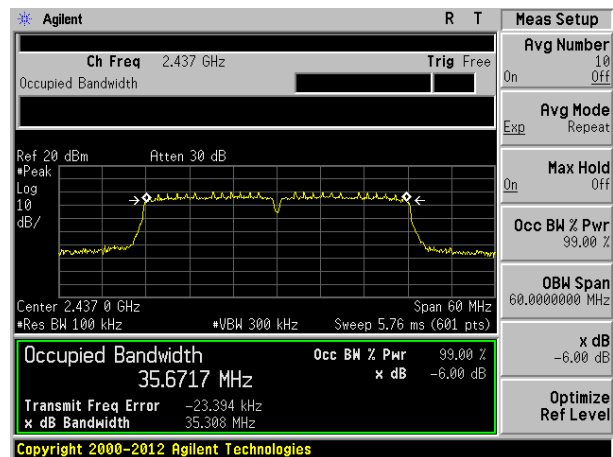 Agilent R T Meas Setup
Ch Freq 2.437 GHz Trig Free
Occupied Bandwidth
Avg Number
10
On Off
Avg Mode
Exp Repeat
Max Hold
On Off
Occ BW % Pwr
99.00 %
OBW Span
60.0000000 MHz
x dB
-6.00 dB
Optimize
Ref Level
Ref 20 dBm Atten 30 dB
#Peak
Log
10
dB/
Center 2.437 0 GHz Span 60 MHz
#Res BW 100 kHz #VBW 300 kHz Sweep 5.76 ms (601 pts)
Occupied Bandwidth Occ BW % Pwr 99.00 %
35.6717 MHz x dB -6.00 dB
Transmit Freq Error -23.394 kHz
x dB Bandwidth 35.308 MHz
Copyright 2000-2012 Agilent Technologies